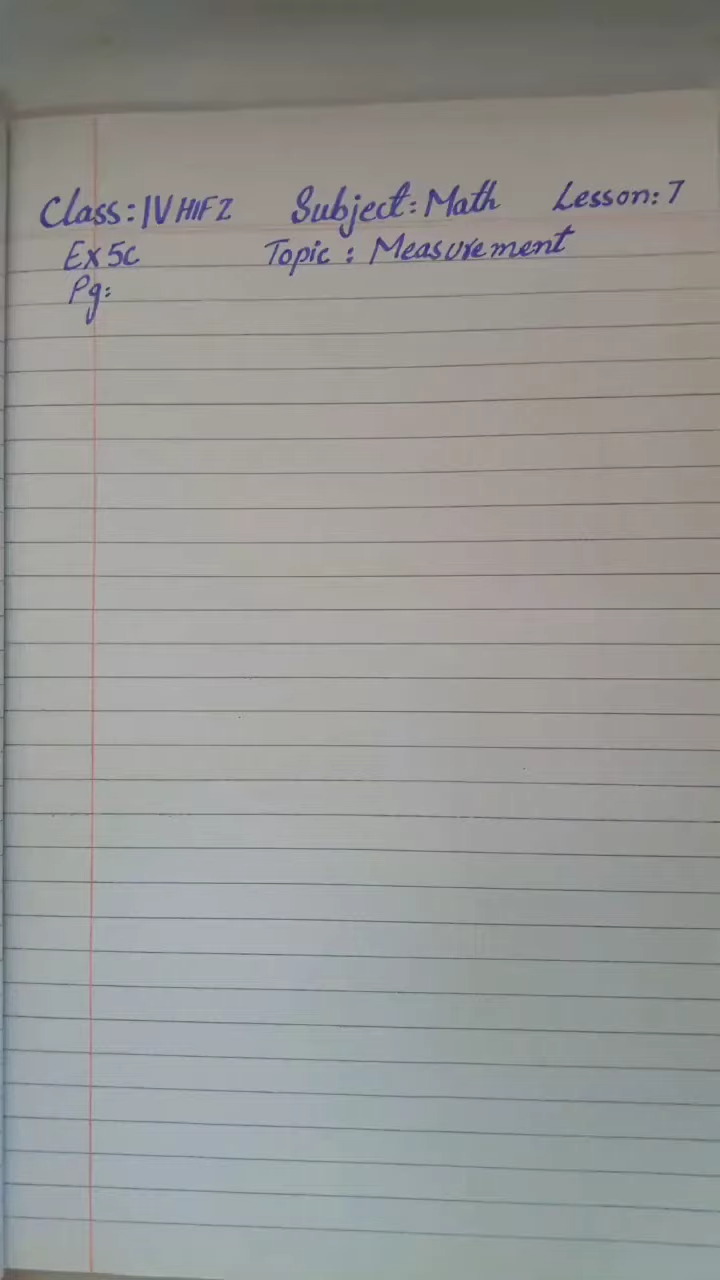 Class: IV HIFZ Subject: Math Lesson: 7
Ex 5c Topic: Measurement
Pg: